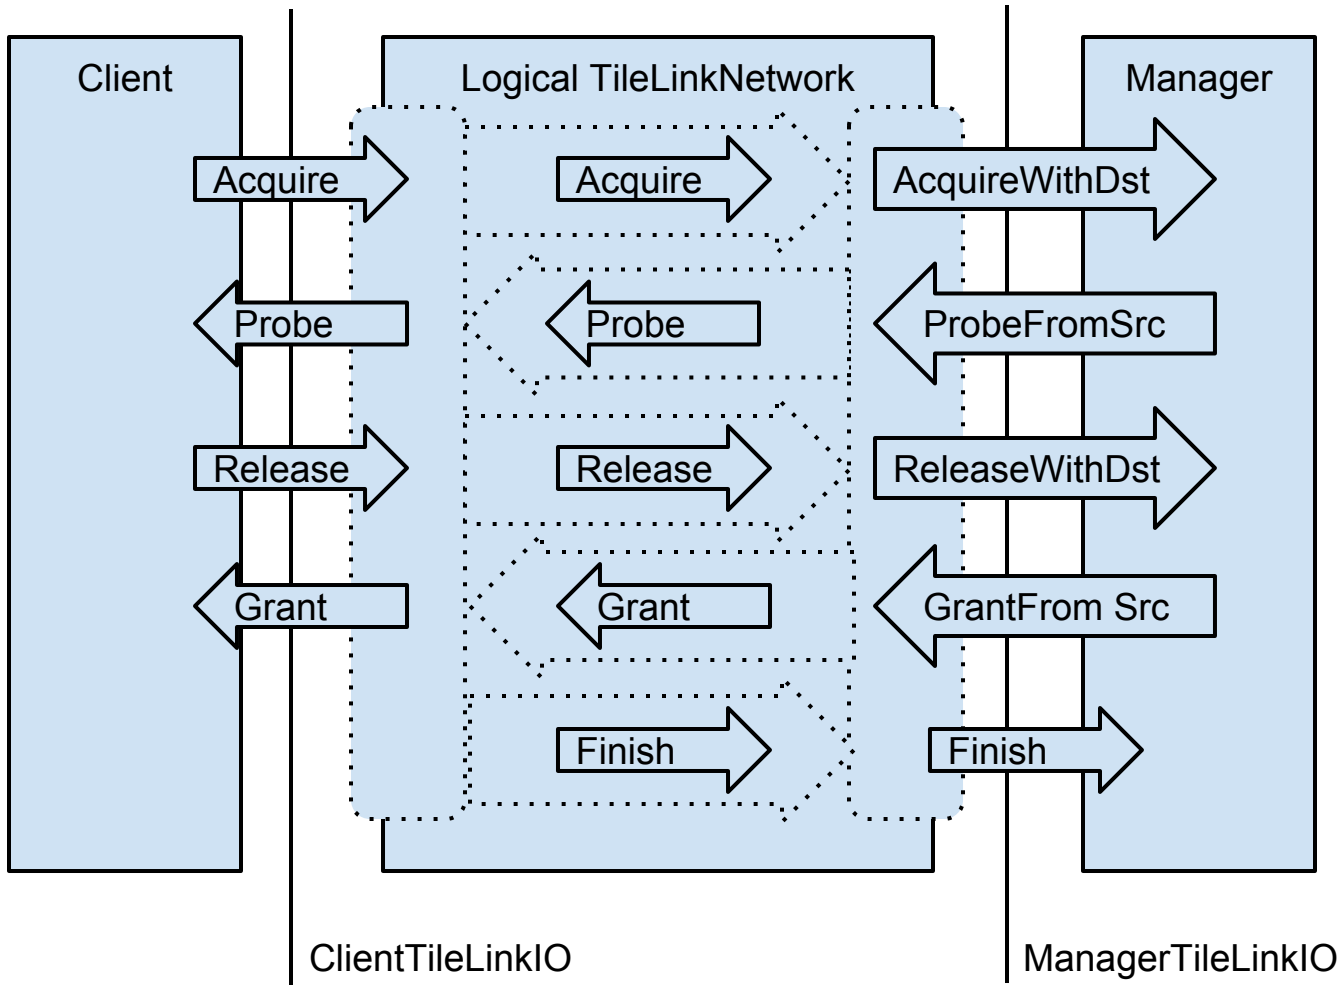 Client
Logical TileLinkNetwork
Manager
Acquire
Acquire
AcquireWithDst
Probe
Probe
ProbeFromSrc
Release
Release
ReleaseWithDst
Grant
Grant
GrantFrom Src
Finish
Finish
ClientTileLinkIO
ManagerTileLinkIO